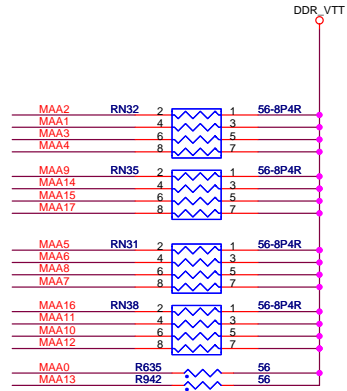 DDR_VTT
MAA2 RN32 2 1 56-8P4R
MAA1 4 3
MAA3 6 5
MAA4 8 7
MAA9 RN35 2 1 56-8P4R
MAA14 4 3
MAA15 6 5
MAA17 8 7
MAA5 RN31 2 1 56-8P4R
MAA6 4 3
MAA8 6 5
MAA7 8 7
MAA16 RN38 2 1 56-8P4R
MAA11 4 3
MAA10 6 5
MAA12 8 7
MAA0 R635 56
MAA13 R942 56